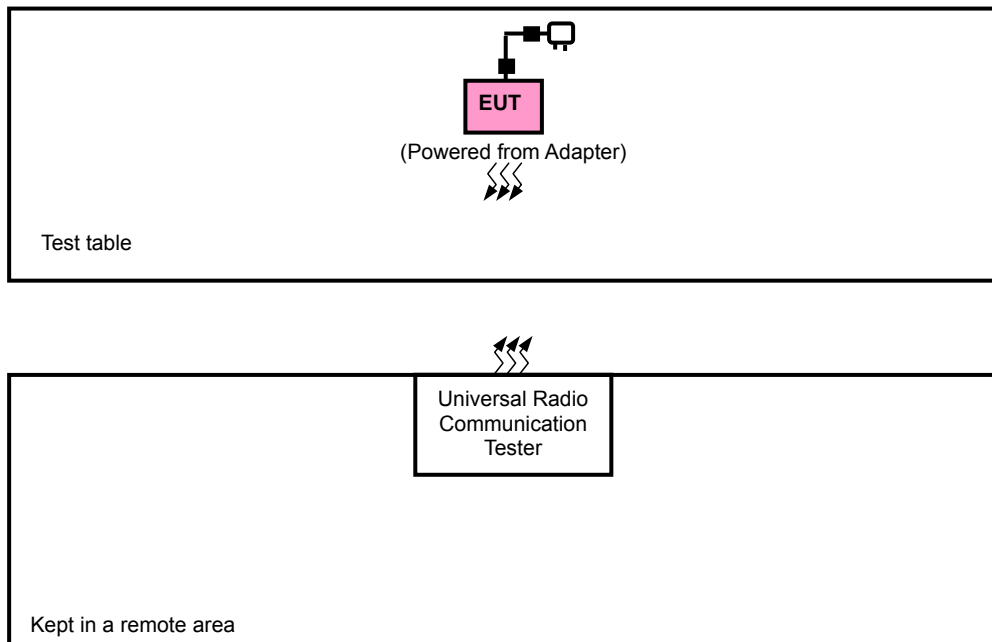 EUT
(Powered from Adapter)
Test table
Universal Radio
Communication
Tester
Kept in a remote area